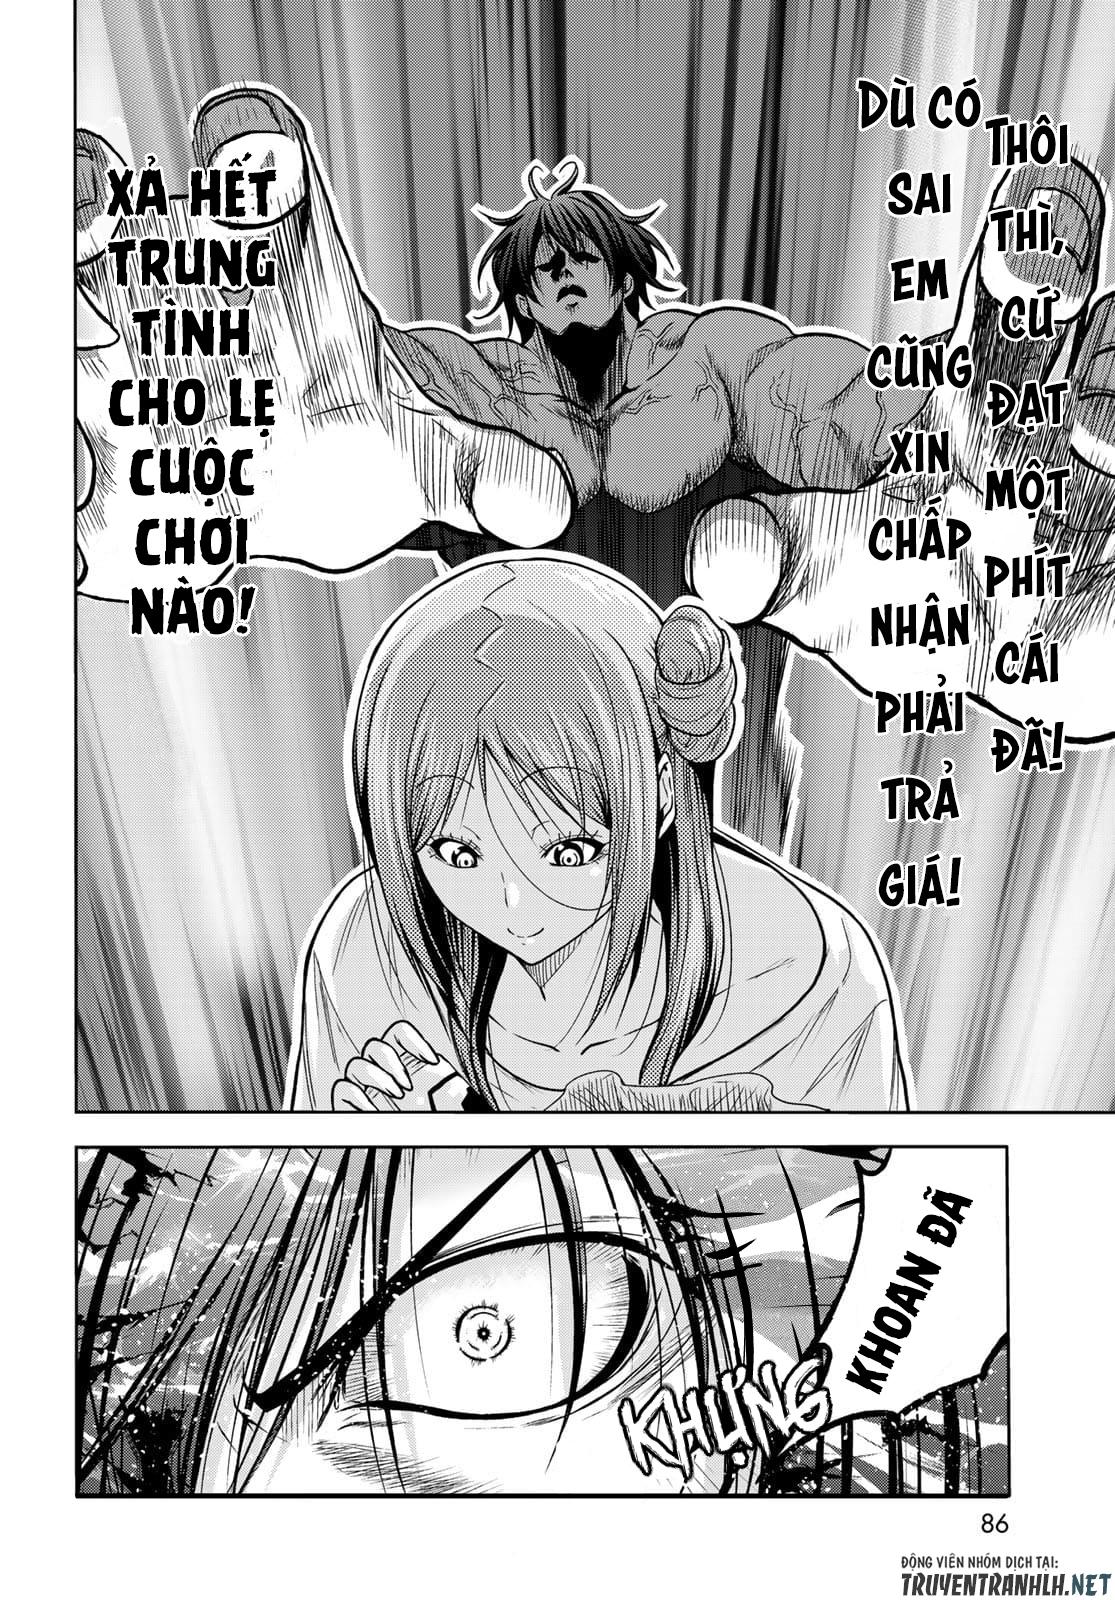 THÔI
THÌ,
CỨ
ĐẠT
MỘT
PHÍT
CÁI
ĐÃ!
DÙ CÓ
SAI
EM
CŨNG
XIN
CHẤP
NHẬN
PHẢI
TRẢ
GIÁ!
XẢ HẾT
TRUNG
TÌNH
CHO LẸ
CUỘC
CHƠI
NÀO!
KHOAN ĐÃ
KHỰNG
86
ĐỘNG VIÊN NHÓM DỊCH TẠI:
TRUYENTRANHLH.NET